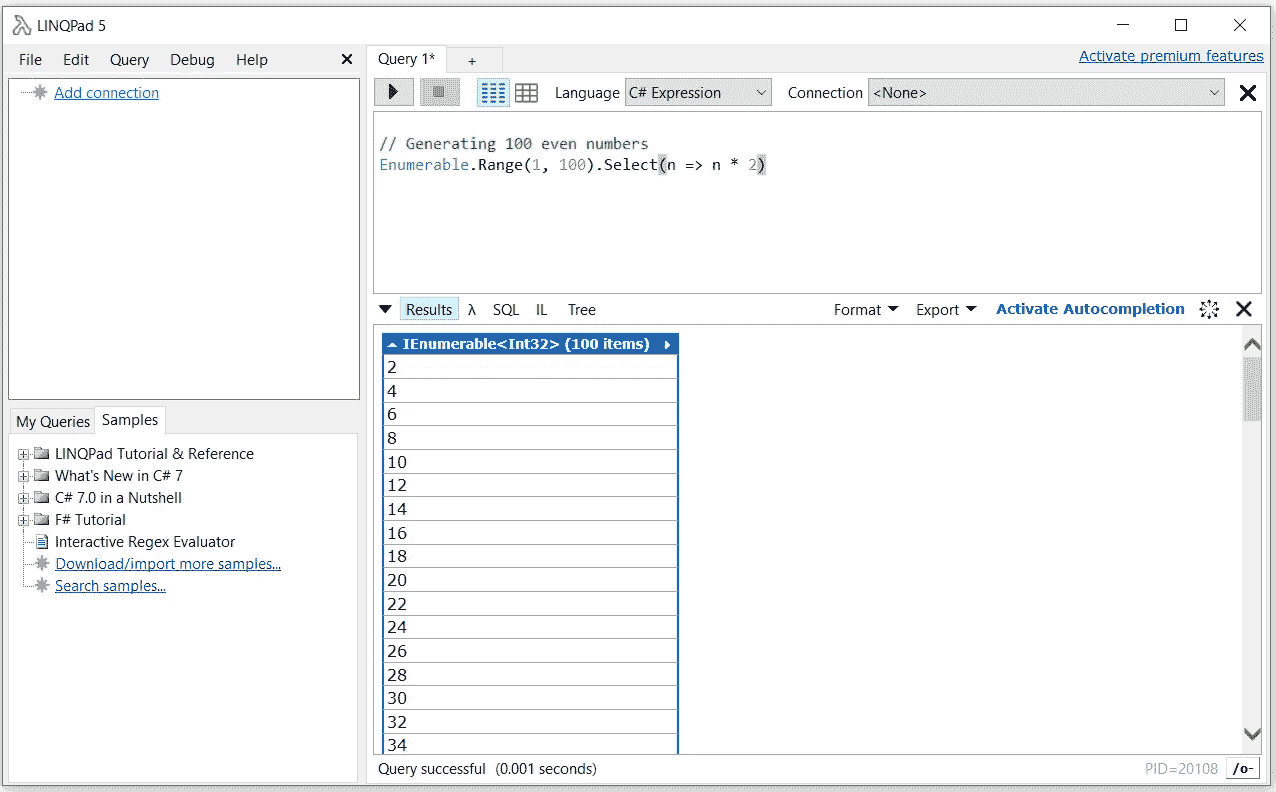 LINQPad 5
File Edit Query Debug Help
Add connection
My Queries Samples
LINQPad Tutorial & Reference
What's New in C# 7
C# 7.0 in a Nutshell
F# Tutorial
Interactive Regex Evaluator
Download/import more samples...
Search samples...
Query 1* +
Activate premium features
Language C# Expression Connection <None>
// Generating 100 even numbers
Enumerable.Range(1, 100).Select(n => n * 2)
Results λ SQL IL Tree Format Export Activate Autocompletion
IEnumerable<Int32> (100 items)
2
4
6
8
10
12
14
16
18
20
22
24
26
28
30
32
34
Query successful (0.001 seconds)
PID=20108 /o-